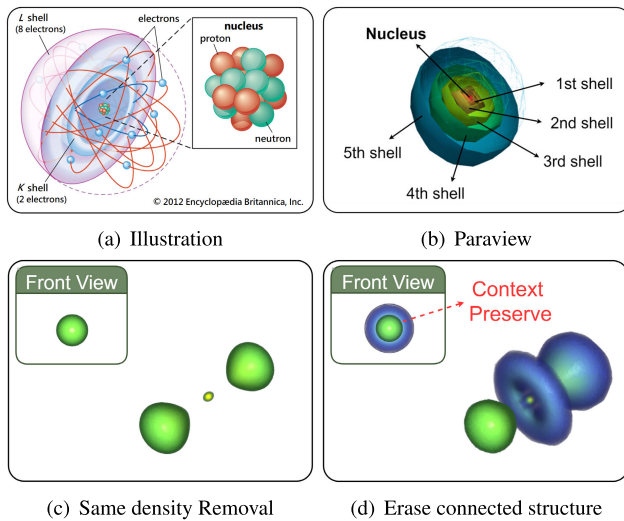 L shell
(8 electrons)
electrons
nucleus
proton
neutron
K shell
(2 electrons)
© 2012 Encyclopædia Britannica, Inc.
(a) Illustration
Nucleus
1st shell
2nd shell
3rd shell
4th shell
5th shell
(b) Paraview
Front View
(c) Same density Removal
Front View
Context
Preserve
(d) Erase connected structure